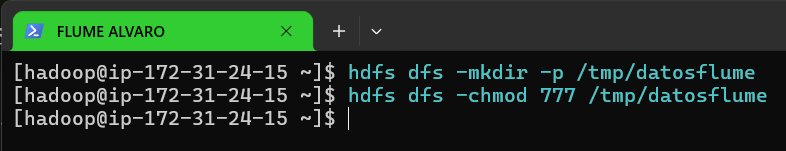 FLUME ALVARO
[hadoop@ip-172-31-24-15 ~]$ hdfs dfs -mkdir -p /tmp/datosflume
[hadoop@ip-172-31-24-15 ~]$ hdfs dfs -chmod 777 /tmp/datosflume
[hadoop@ip-172-31-24-15 ~]$